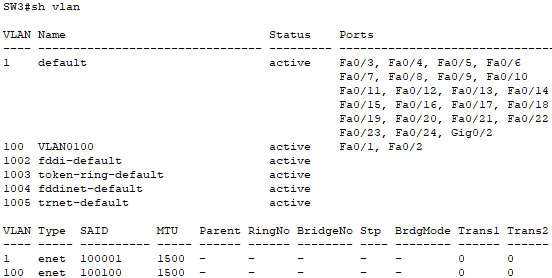 SW3#sh vlan
VLAN Name                             Status    Ports
---- -------------------------------- --------- -------------------------------
1    default                          active    Fa0/3, Fa0/4, Fa0/5, Fa0/6
                                                Fa0/7, Fa0/8, Fa0/9, Fa0/10
                                                Fa0/11, Fa0/12, Fa0/13, Fa0/14
                                                Fa0/15, Fa0/16, Fa0/17, Fa0/18
                                                Fa0/19, Fa0/20, Fa0/21, Fa0/22
                                                Fa0/23, Fa0/24, Gig0/2
100  VLAN0100                         active    Fa0/1, Fa0/2
1002 fddi-default                     active
1003 token-ring-default               active
1004 fddinet-default                  active
1005 trnet-default                    active
VLAN Type  SAID       MTU   Parent RingNo BridgeNo Stp  BrdgMode Trans1 Trans2
---- ----- ---------- ----- ------ ------ -------- ---- -------- ------ ------
1    enet  100001     1500  -      -      -        -    -        0      0
100  enet  100100     1500  -      -      -        -    -        0      0